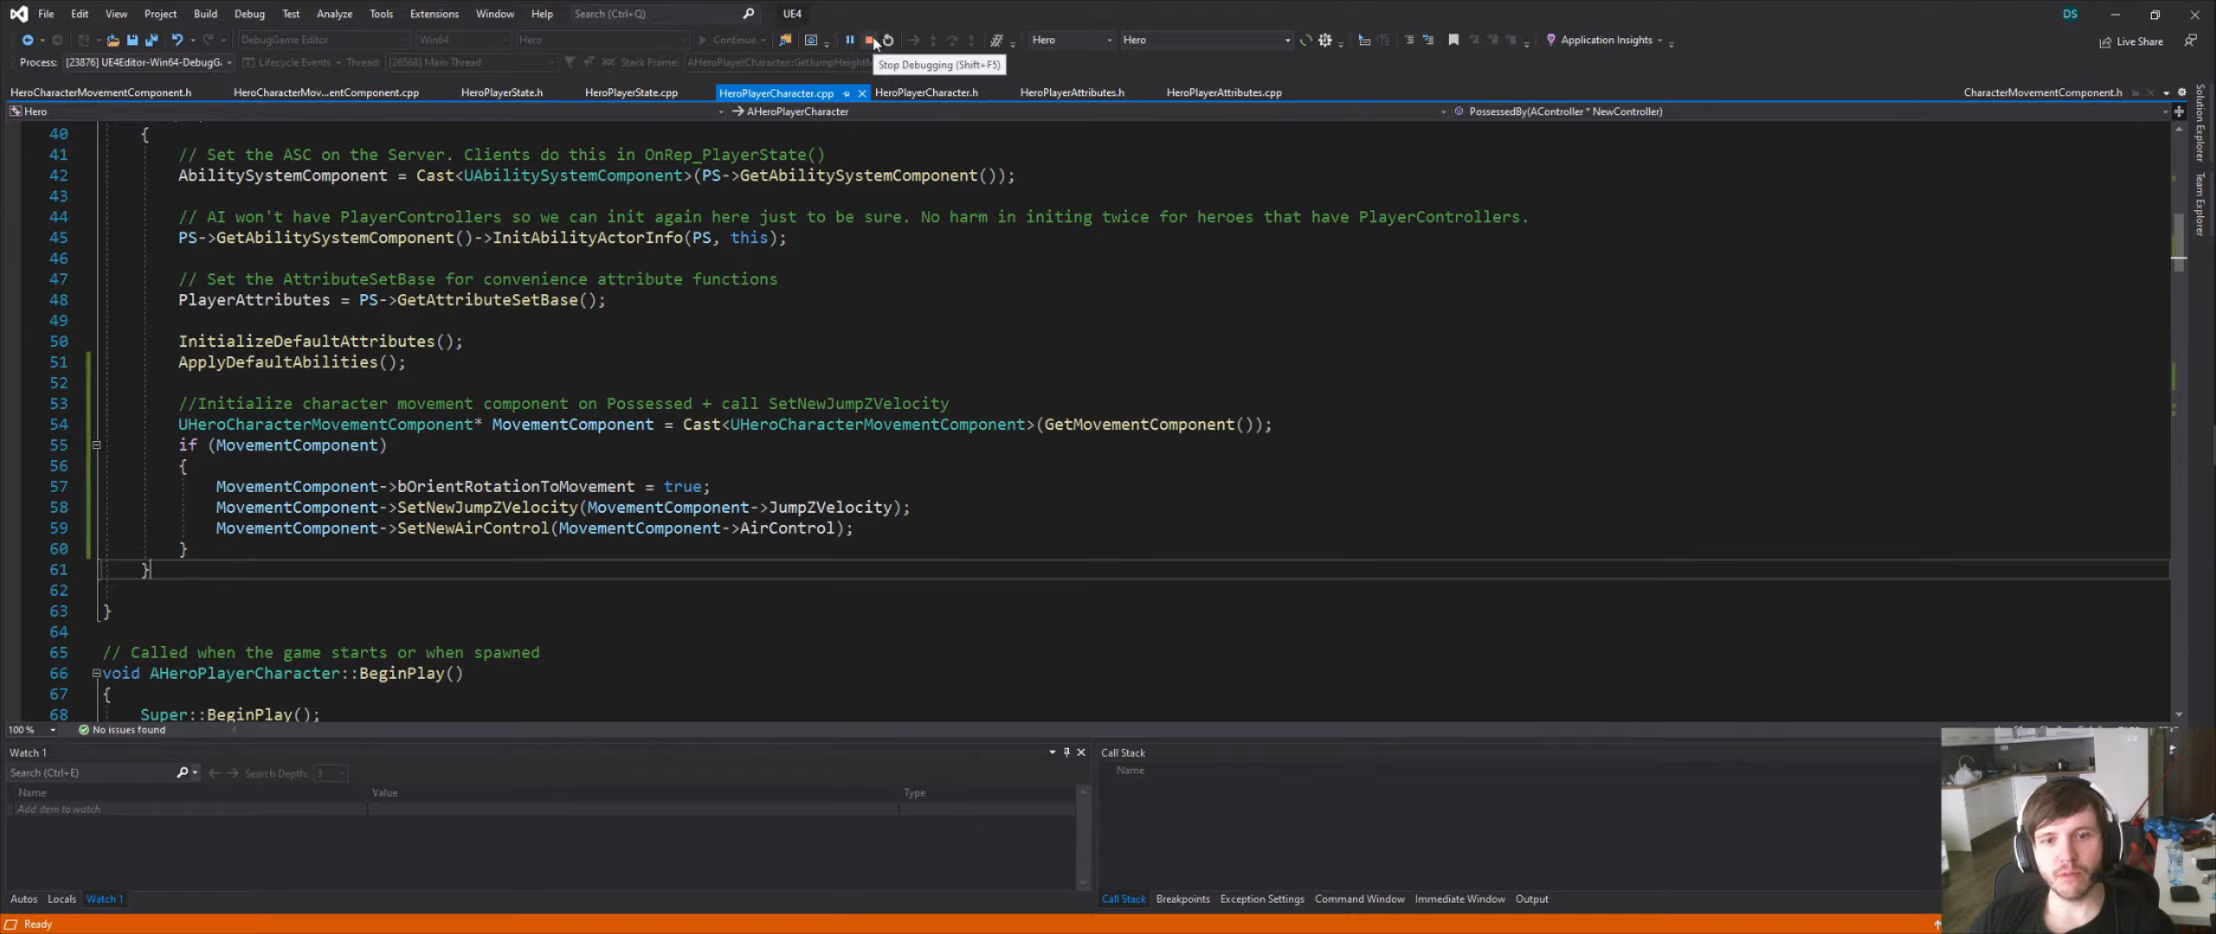 File Edit View Project Build Debug Test Analyze Tools Extensions Window Help Search (Ctrl+Q) UE4 DS
DebugGame Editor Win64 Hero Continue Hero Hero Application Insights Live Share
Process: [23876] UE4Editor-Win64-DebugGa Lifecycle Events Thread: [26568] Main Thread Stack Frame: AHeroPlayerCharacter::GetJumpHeight
Stop Debugging (Shift+F5)
HeroCharacterMovementComponent.h HeroCharacterMov...entComponent.cpp HeroPlayerState.h HeroPlayerState.cpp HeroPlayerCharacter.cpp HeroPlayerCharacter.h HeroPlayerAttributes.h HeroPlayerAttributes.cpp CharacterMovementComponent.h
Hero AHeroPlayerCharacter PossessedBy(AController * NewController)
Solution Explorer
Team Explorer
40 {
41 // Set the ASC on the Server. Clients do this in OnRep_PlayerState()
42 AbilitySystemComponent = Cast<UAbilitySystemComponent>(PS->GetAbilitySystemComponent());
43
44 // AI won't have PlayerControllers so we can init again here just to be sure. No harm in initing twice for heroes that have PlayerControllers.
45 PS->GetAbilitySystemComponent()->InitAbilityActorInfo(PS, this);
46
47 // Set the AttributeSetBase for convenience attribute functions
48 PlayerAttributes = PS->GetAttributeSetBase();
49
50 InitializeDefaultAttributes();
51 ApplyDefaultAbilities();
52
53 //Initialize character movement component on Possessed + call SetNewJumpZVelocity
54 UHeroCharacterMovementComponent* MovementComponent = Cast<UHeroCharacterMovementComponent>(GetMovementComponent());
55 if (MovementComponent)
56 {
57 MovementComponent->bOrientRotationToMovement = true;
58 MovementComponent->SetNewJumpZVelocity(MovementComponent->JumpZVelocity);
59 MovementComponent->SetNewAirControl(MovementComponent->AirControl);
60 }
61 }
62
63 }
64
65 // Called when the game starts or when spawned
66 void AHeroPlayerCharacter::BeginPlay()
67 {
68 Super::BeginPlay();
100 % No issues found
Watch 1
Search (Ctrl+E) Search Depth: 3
Name Value Type
Add item to watch
Call Stack
Name
Autos Locals Watch 1
Call Stack Breakpoints Exception Settings Command Window Immediate Window Output
Ready